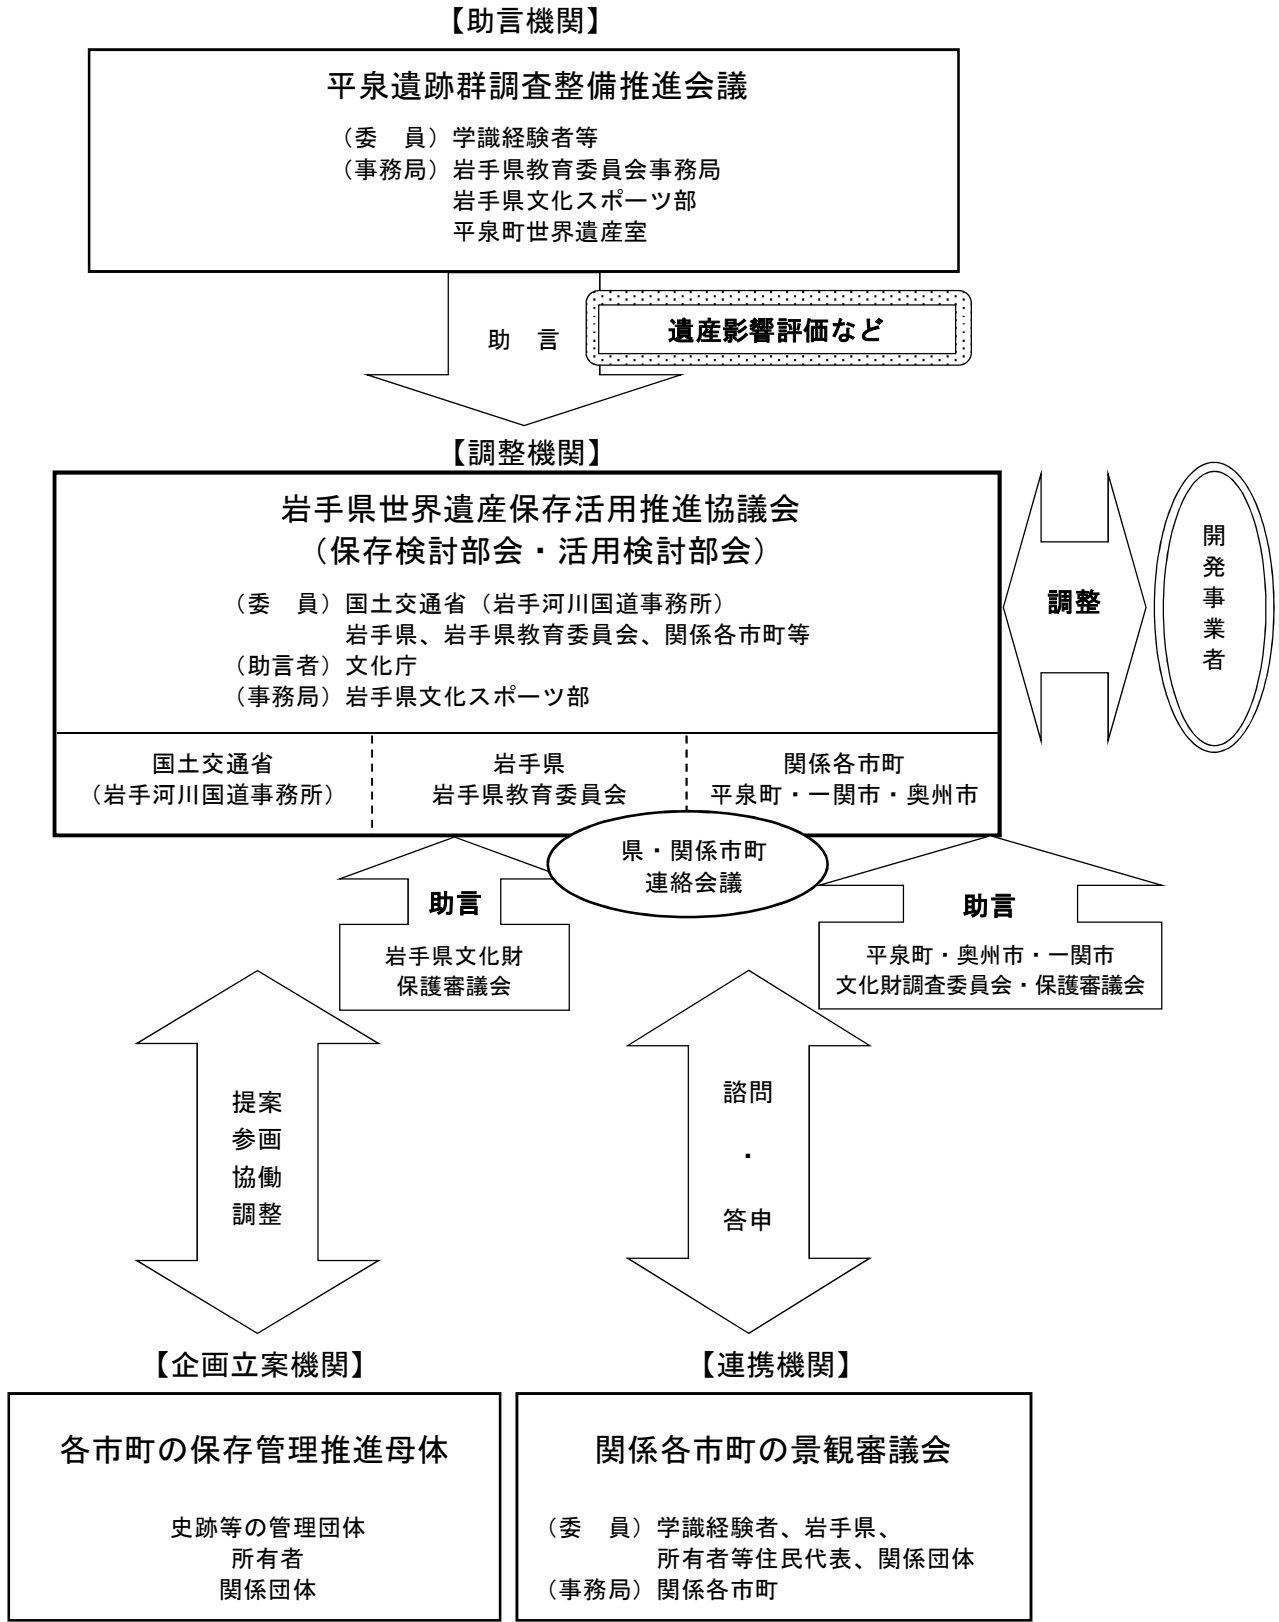 【助言機関】
平泉遺跡群調査整備推進会議
（委　員）学識経験者等
（事務局）岩手県教育委員会事務局
岩手県文化スポーツ部
平泉町世界遺産室
助　言
遺産影響評価など
【調整機関】
岩手県世界遺産保存活用推進協議会
（保存検討部会・活用検討部会）
（委　員）国土交通省（岩手河川国道事務所）
岩手県、岩手県教育委員会、関係各市町等
（助言者）文化庁
（事務局）岩手県文化スポーツ部
調整
開発事業者
国土交通省
（岩手河川国道事務所）
岩手県
岩手県教育委員会
関係各市町
平泉町・一関市・奥州市
県・関係市町
連絡会議
助言
岩手県文化財
保護審議会
助言
平泉町・奥州市・一関市
文化財調査委員会・保護審議会
提案
参画
協働
調整
諮問
・
答申
【企画立案機関】
各市町の保存管理推進母体
史跡等の管理団体
所有者
関係団体
【連携機関】
関係各市町の景観審議会
（委　員）学識経験者、岩手県、
所有者等住民代表、関係団体
（事務局）関係各市町